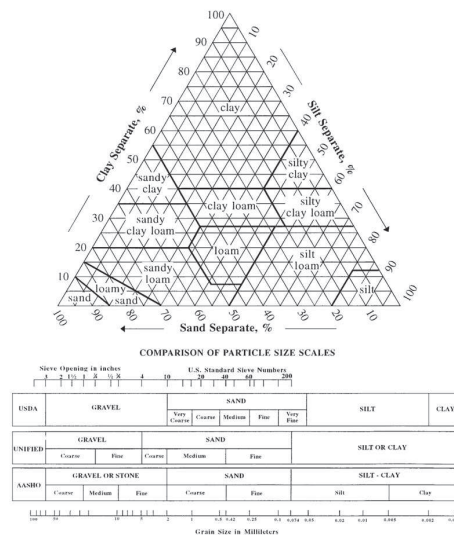 100
90
80
70
60
50
40
30
20
10
Clay Separate, %
10
20
30
40
50
60
70
80
90
100
Silt Separate, %
clay
silty
clay
sandy
clay
clay loam
silty
clay loam
sandy
clay loam
loam
silt
loam
sandy
loam
loamy
sand
sand
silt
100
90
80
70
60
50
40
30
20
10
Sand Separate, %
COMPARISON OF PARTICLE SIZE SCALES
Sieve Opening in inches
U.S. Standard Sieve Numbers
3 2 1½ 1 ¾ ½ ⅜ 4 10 20 40 60 200
USDA
GRAVEL
SAND
Very Coarse
Coarse
Medium
Fine
Very Fine
SILT
CLAY
UNIFIED
GRAVEL
Coarse
Fine
SAND
Coarse
Medium
Fine
SILT OR CLAY
AASHO
GRAVEL OR STONE
Coarse
Medium
Fine
SAND
Coarse
Fine
SILT - CLAY
Silt
Clay
100 50 10 5 2 1 0.5 0.42 0.25 0.1 0.074 0.05 0.02 0.01 0.005 0.002
Grain Size in Millileters